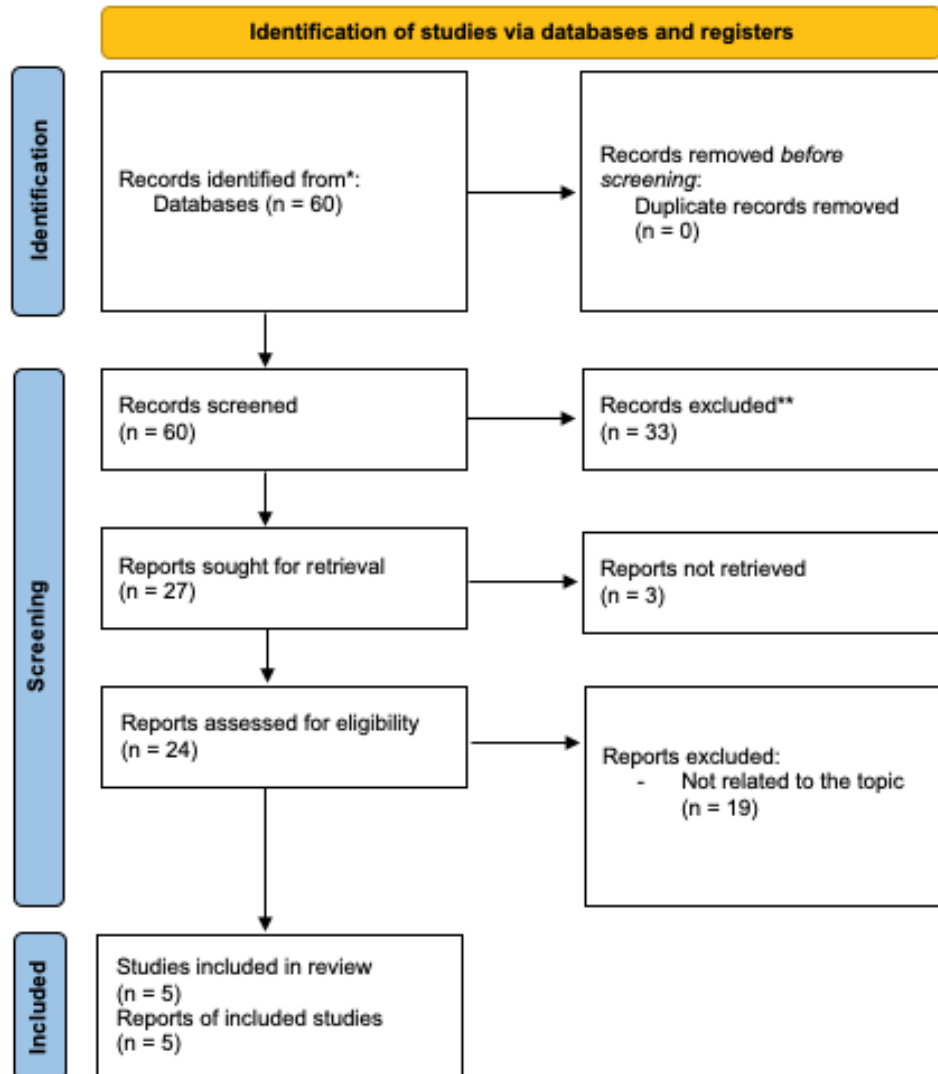 Identification of studies via databases and registers
Identification
Records identified from*:
Databases (n = 60)
Records removed before
screening:
Duplicate records removed
(n = 0)
Screening
Records screened
(n = 60)
Records excluded**
(n = 33)
Reports sought for retrieval
(n = 27)
Reports not retrieved
(n = 3)
Reports assessed for eligibility
(n = 24)
Reports excluded:
- Not related to the topic
(n = 19)
Included
Studies included in review
(n = 5)
Reports of included studies
(n = 5)